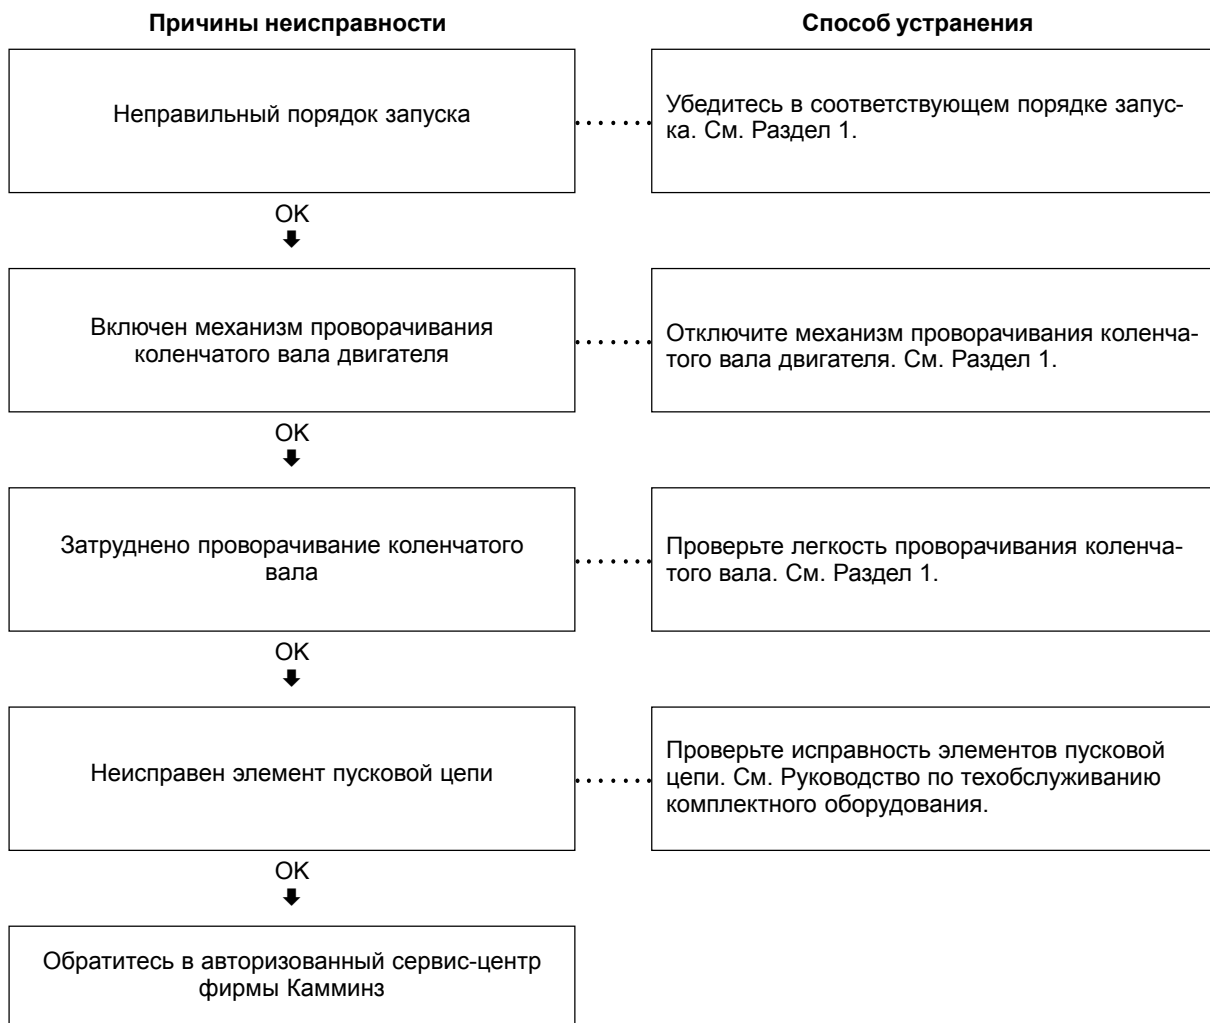 Причины неисправности
Способ устранения
Неправильный порядок запуска
Убедитесь в соответствующем порядке запус-
ка. См. Раздел 1.
OK
Включен механизм проворачивания
коленчатого вала двигателя
Отключите механизм проворачивания коленча-
того вала двигателя. См. Раздел 1.
OK
Затруднено проворачивание коленчатого
вала
Проверьте легкость проворачивания коленча-
того вала. См. Раздел 1.
OK
Неисправен элемент пусковой цепи
Проверьте исправность элементов пусковой
цепи. См. Руководство по техобслуживанию
комплектного оборудования.
OK
Обратитесь в авторизованный сервис-центр
фирмы Камминз